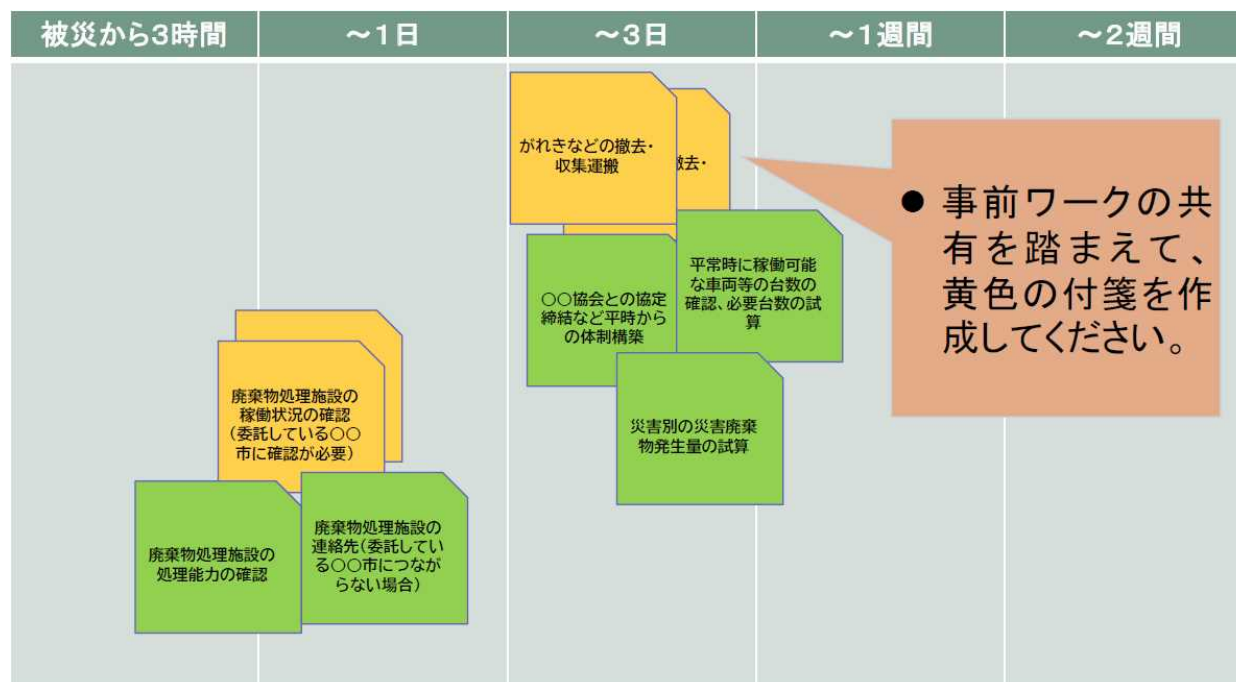 被災から3時間
～1日
～3日
～1週間
～2週間
がれきなどの撤去・
収集運搬
撤去・
○○協会との協定
締結など平時から
の体制構築
平常時に稼働可能
な車両等の台数の
確認、必要台数の試
算
災害別の災害廃棄
物発生量の試算
● 事前ワークの共
有を踏まえて、
黄色の付箋を作
成してください。
廃棄物処理施設の
稼働状況の確認
（委託している○○
市に確認が必要）
廃棄物処理施設の
処理能力の確認
廃棄物処理施設の
連絡先（委託してい
る○○市につなが
らない場合）